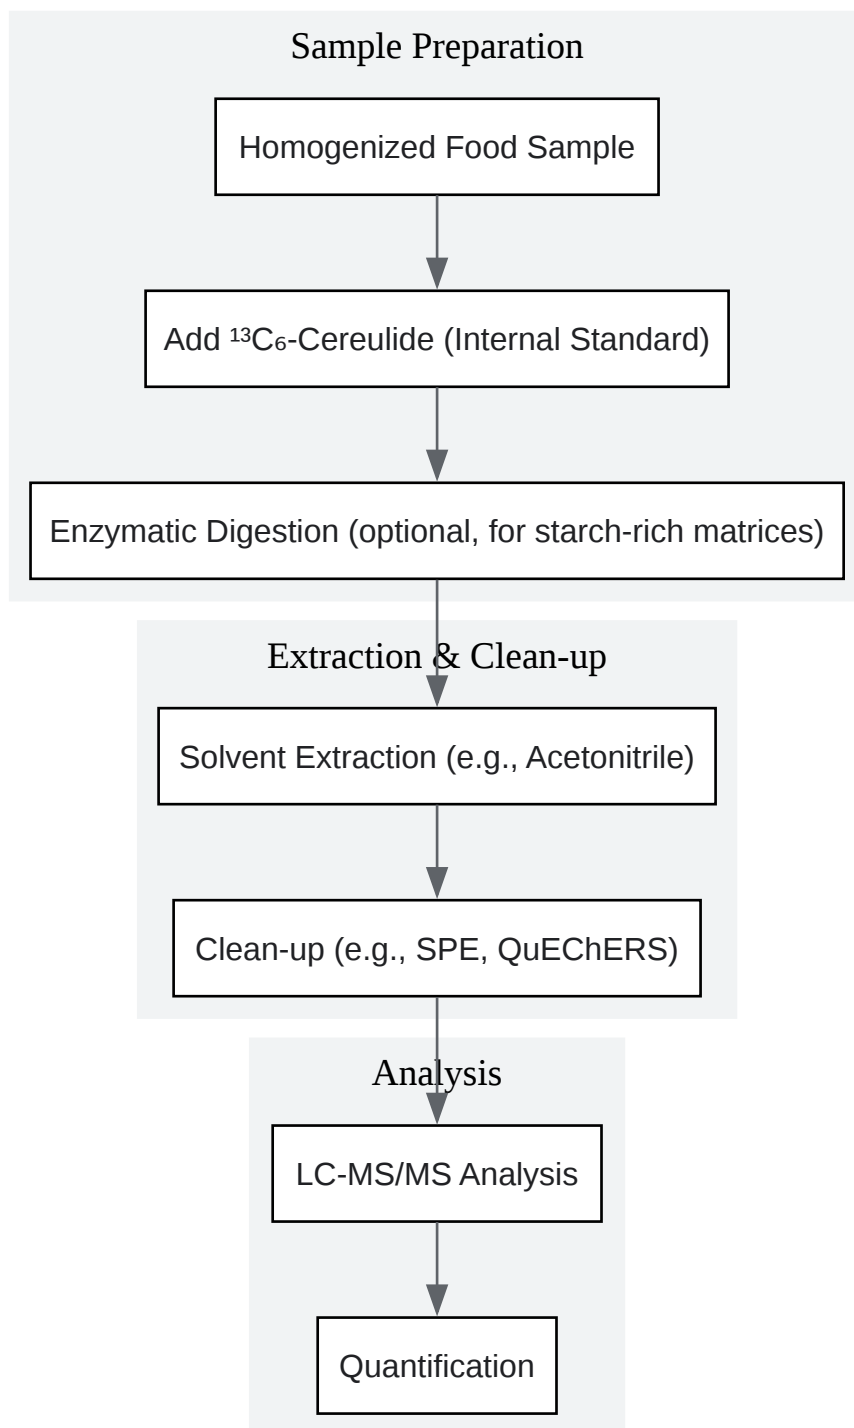 Sample Preparation
Homogenized Food Sample
Add ¹³C₆-Cereulide (Internal Standard)
Enzymatic Digestion (optional, for starch-rich matrices)
Extraction & Clean-up
Solvent Extraction (e.g., Acetonitrile)
Clean-up (e.g., SPE, QuEChERS)
Analysis
LC-MS/MS Analysis
Quantification